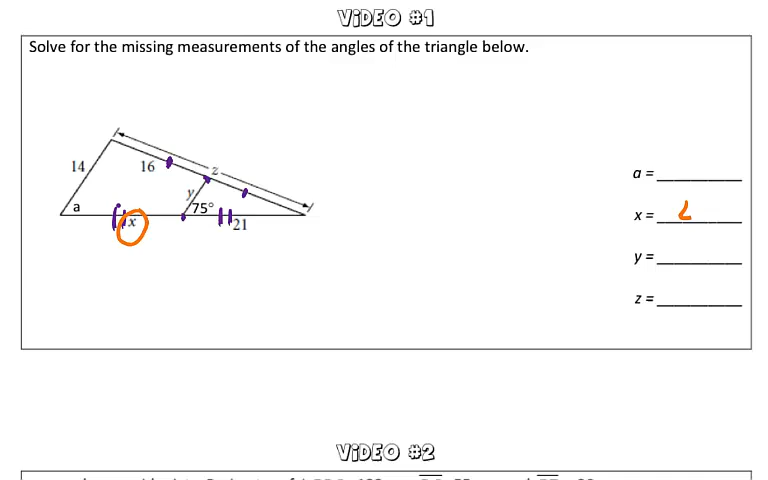 VIDEO #1
Solve for the missing measurements of the angles of the triangle below.
14
16
z
y
a
75°
x
21
a =
x =
y =
z =
VIDEO #2